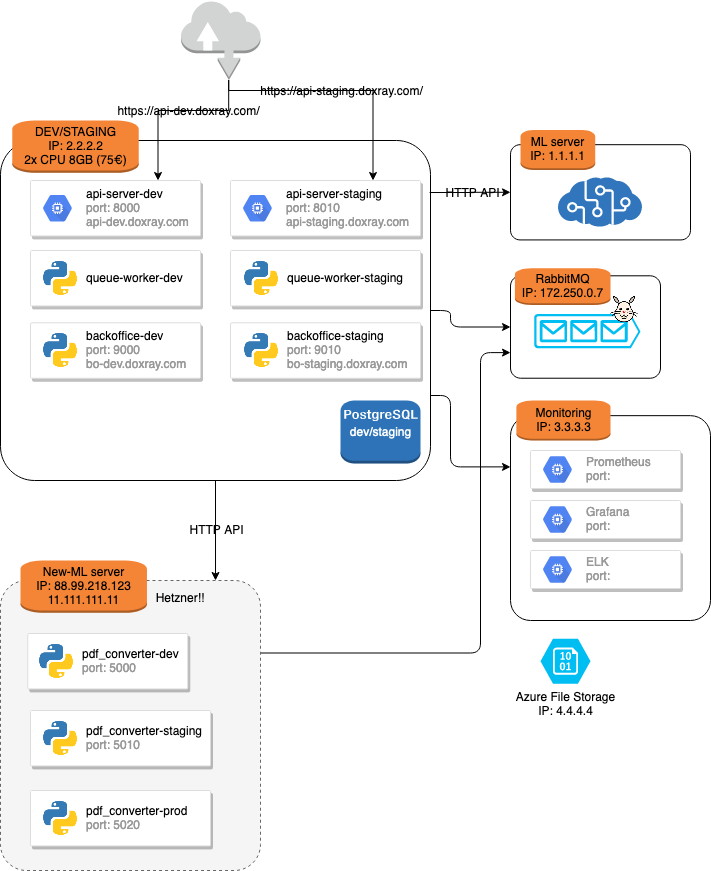 https://api-staging.doxray.com/
https://api-dev.doxray.com/
DEV/STAGING
IP: 2.2.2.2
2x CPU 8GB (75€)
api-server-dev
port: 8000
api-dev.doxray.com
api-server-staging
port: 8010
api-staging.doxray.com
queue-worker-dev
queue-worker-staging
backoffice-dev
port: 9000
bo-dev.doxray.com
backoffice-staging
port: 9010
bo-staging.doxray.com
PostgreSQL
dev/staging
HTTP API
ML server
IP: 1.1.1.1
RabbitMQ
IP: 172.250.0.7
Monitoring
IP: 3.3.3.3
Prometheus
port:
Grafana
port:
ELK
port:
HTTP API
New-ML server
IP: 88.99.218.123
11.111.111.11
Hetzner!!
pdf_converter-dev
port: 5000
pdf_converter-staging
port: 5010
pdf_converter-prod
port: 5020
10
01
Azure File Storage
IP: 4.4.4.4